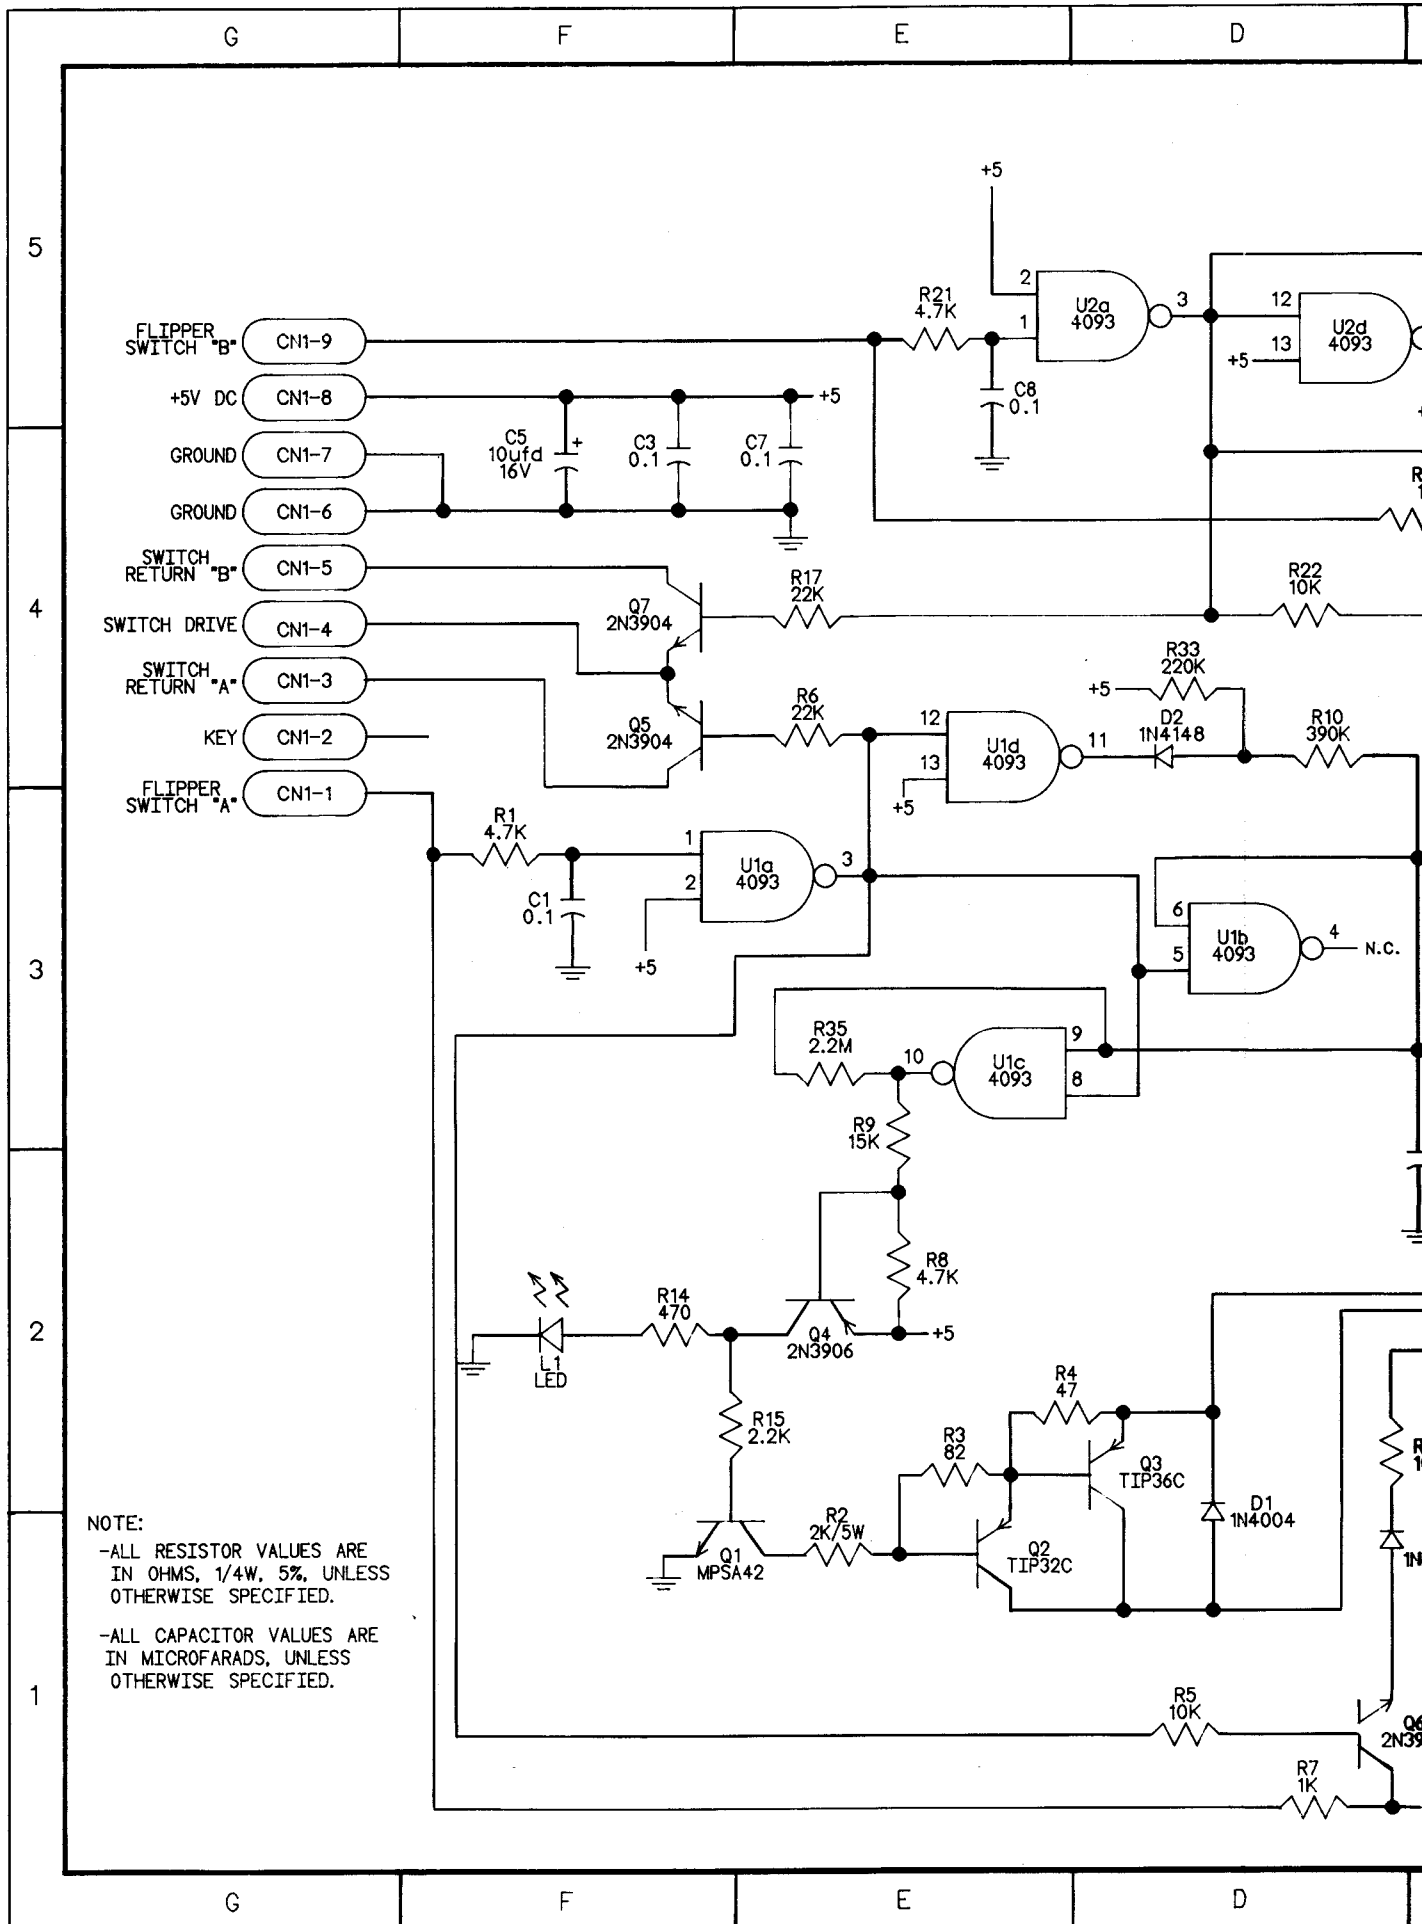 G F E D
5
4
3
2
1
FLIPPER
SWITCH "B"
CN1-9
+5V DC
CN1-8
GROUND
CN1-7
GROUND
CN1-6
SWITCH
RETURN "B"
CN1-5
SWITCH DRIVE
CN1-4
SWITCH
RETURN "A"
CN1-3
KEY
CN1-2
FLIPPER
SWITCH "A"
CN1-1
+5
R21
4.7K
2
1
U2a
4093
3
12
13
+5
U2d
4093
C8
0.1
+5
C5
10ufd
16V
+
C3
0.1
C7
0.1
Q7
2N3904
R17
22K
R22
10K
Q5
2N3904
R6
22K
12
13
+5
U1d
4093
11
R33
220K
+5
D2
1N4148
R10
390K
R1
4.7K
C1
0.1
1
2
+5
U1a
4093
3
6
5
U1b
4093
4
N.C.
R35
2.2M
10
U1c
4093
9
8
R9
15K
R8
4.7K
+5
Q4
2N3906
R14
470
L1
LED
R15
2.2K
Q1
MPSA42
R2
2K/5W
R3
82
R4
47
Q3
TIP36C
Q2
TIP32C
D1
1N4004
NOTE:
-ALL RESISTOR VALUES ARE
IN OHMS, 1/4W, 5%, UNLESS
OTHERWISE SPECIFIED.
-ALL CAPACITOR VALUES ARE
IN MICROFARADS, UNLESS
OTHERWISE SPECIFIED.
R5
10K
R7
1K
G F E D